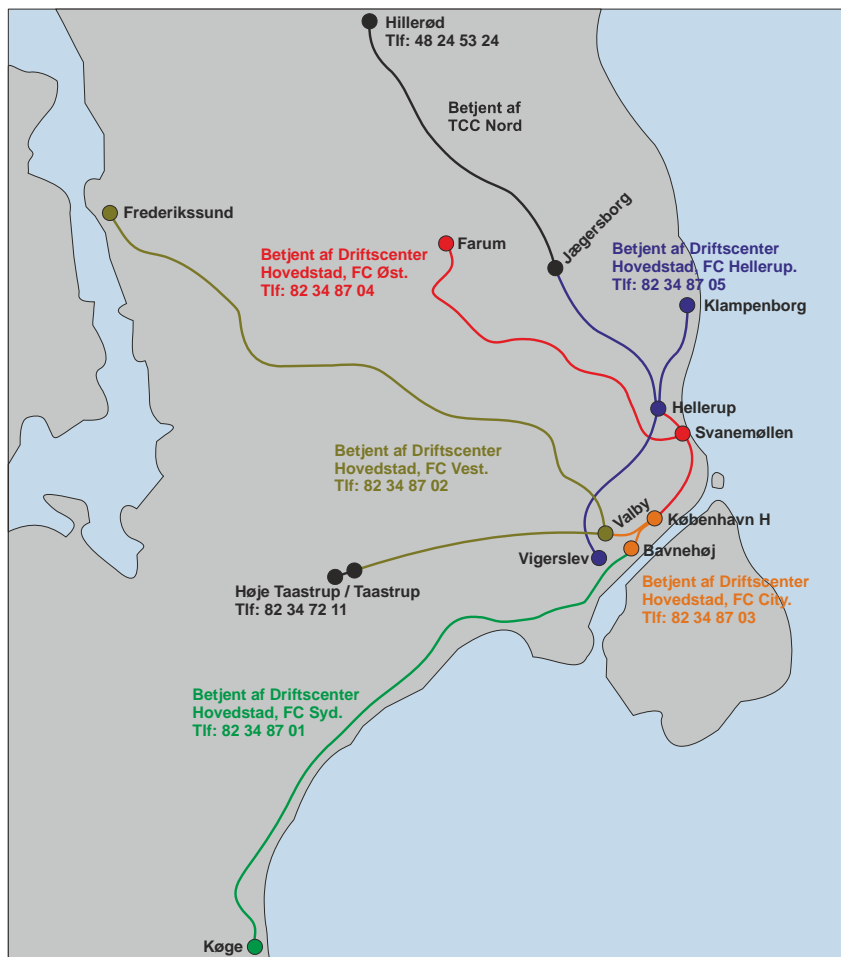 Hillerød
Tlf: 48 24 53 24
Betjent af
TCC Nord
Frederikssund
Betjent af Driftscenter
Hovedstad, FC Øst.
Tlf: 82 34 87 04
Farum
Jægersborg
Betjent af Driftscenter
Hovedstad, FC Hellerup.
Tlf: 82 34 87 05
Klampenborg
Hellerup
Svanemøllen
Betjent af Driftscenter
Hovedstad, FC Vest.
Tlf: 82 34 87 02
Valby
København H
Vigerslev
Bavnehøj
Høje Taastrup / Taastrup
Tlf: 82 34 72 11
Betjent af Driftscenter
Hovedstad, FC City.
Tlf: 82 34 87 03
Betjent af Driftscenter
Hovedstad, FC Syd.
Tlf: 82 34 87 01
Køge